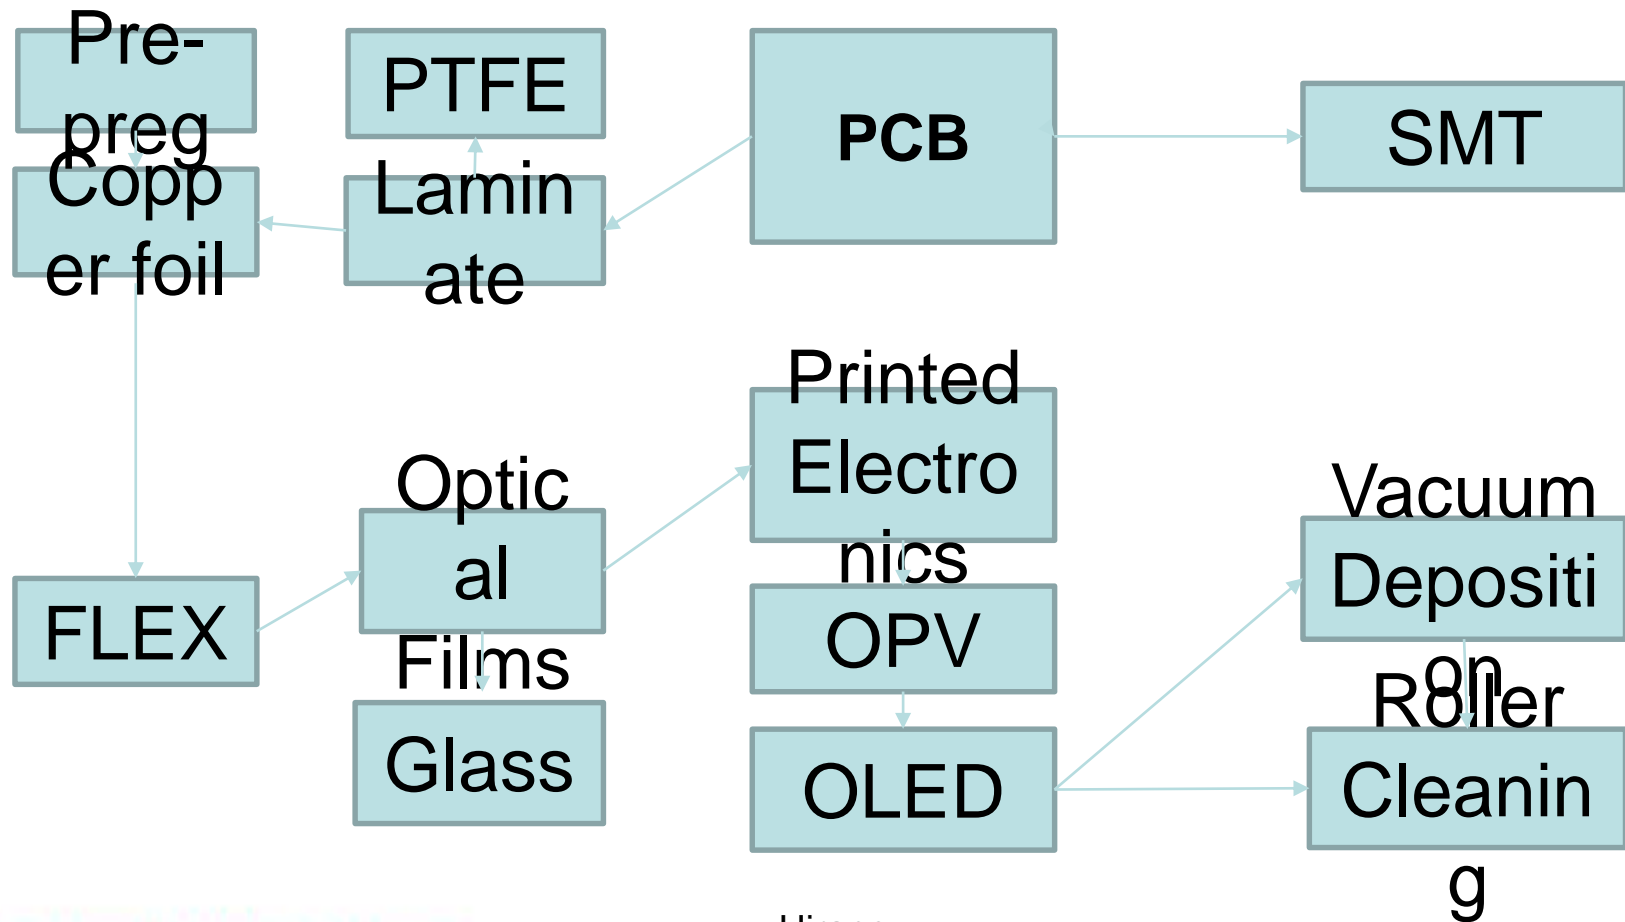 Pre-
preg
PTFE
PCB
SMT
Copp
er foil
Lamin
ate
Printed
Electro
nics
Optic
al
Films
Vacuum
Depositi
on
FLEX
OPV
Roller
Cleanin
g
Glass
OLED